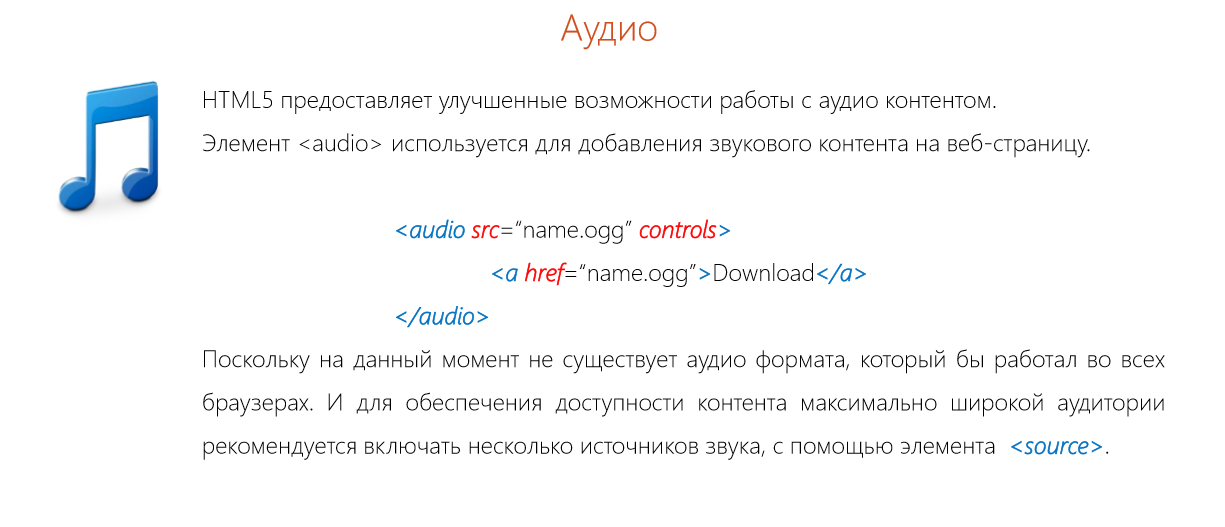 Аудио
HTML5 предоставляет улучшенные возможности работы с аудио контентом.
Элемент <audio> используется для добавления звукового контента на веб-страницу.
<audio src=“name.ogg” controls>
<a href=“name.ogg”>Download</a>
</audio>
Поскольку на данный момент не существует аудио формата, который бы работал во всех
браузерах. И для обеспечения доступности контента максимально широкой аудитории
рекомендуется включать несколько источников звука, с помощью элемента <source>.